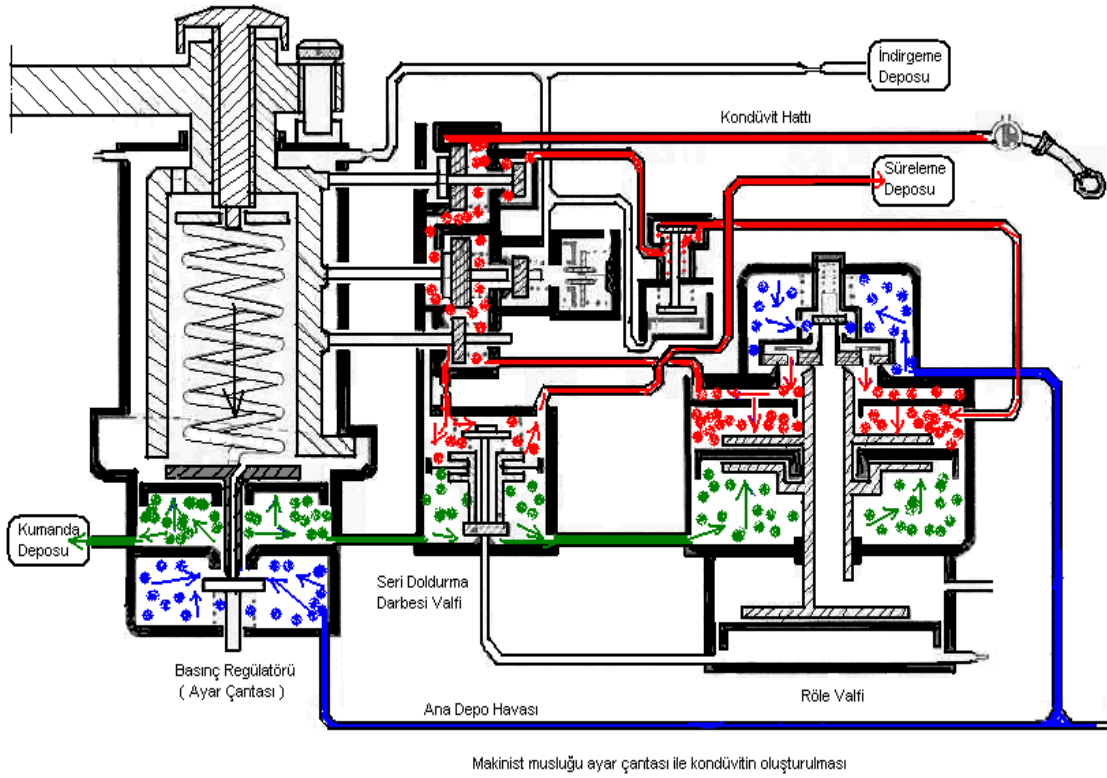 İndirgeme
Deposu
Kondüvit Hattı
Süreleme
Deposu
Kumanda
Deposu
Seri Doldurma
Darbesi Valfi
Basınç Regülatörü
( Ayar Çantası )
Röle Valfi
Ana Depo Havası
Makinist musluğu ayar çantası ile kondüvitin oluşturulması